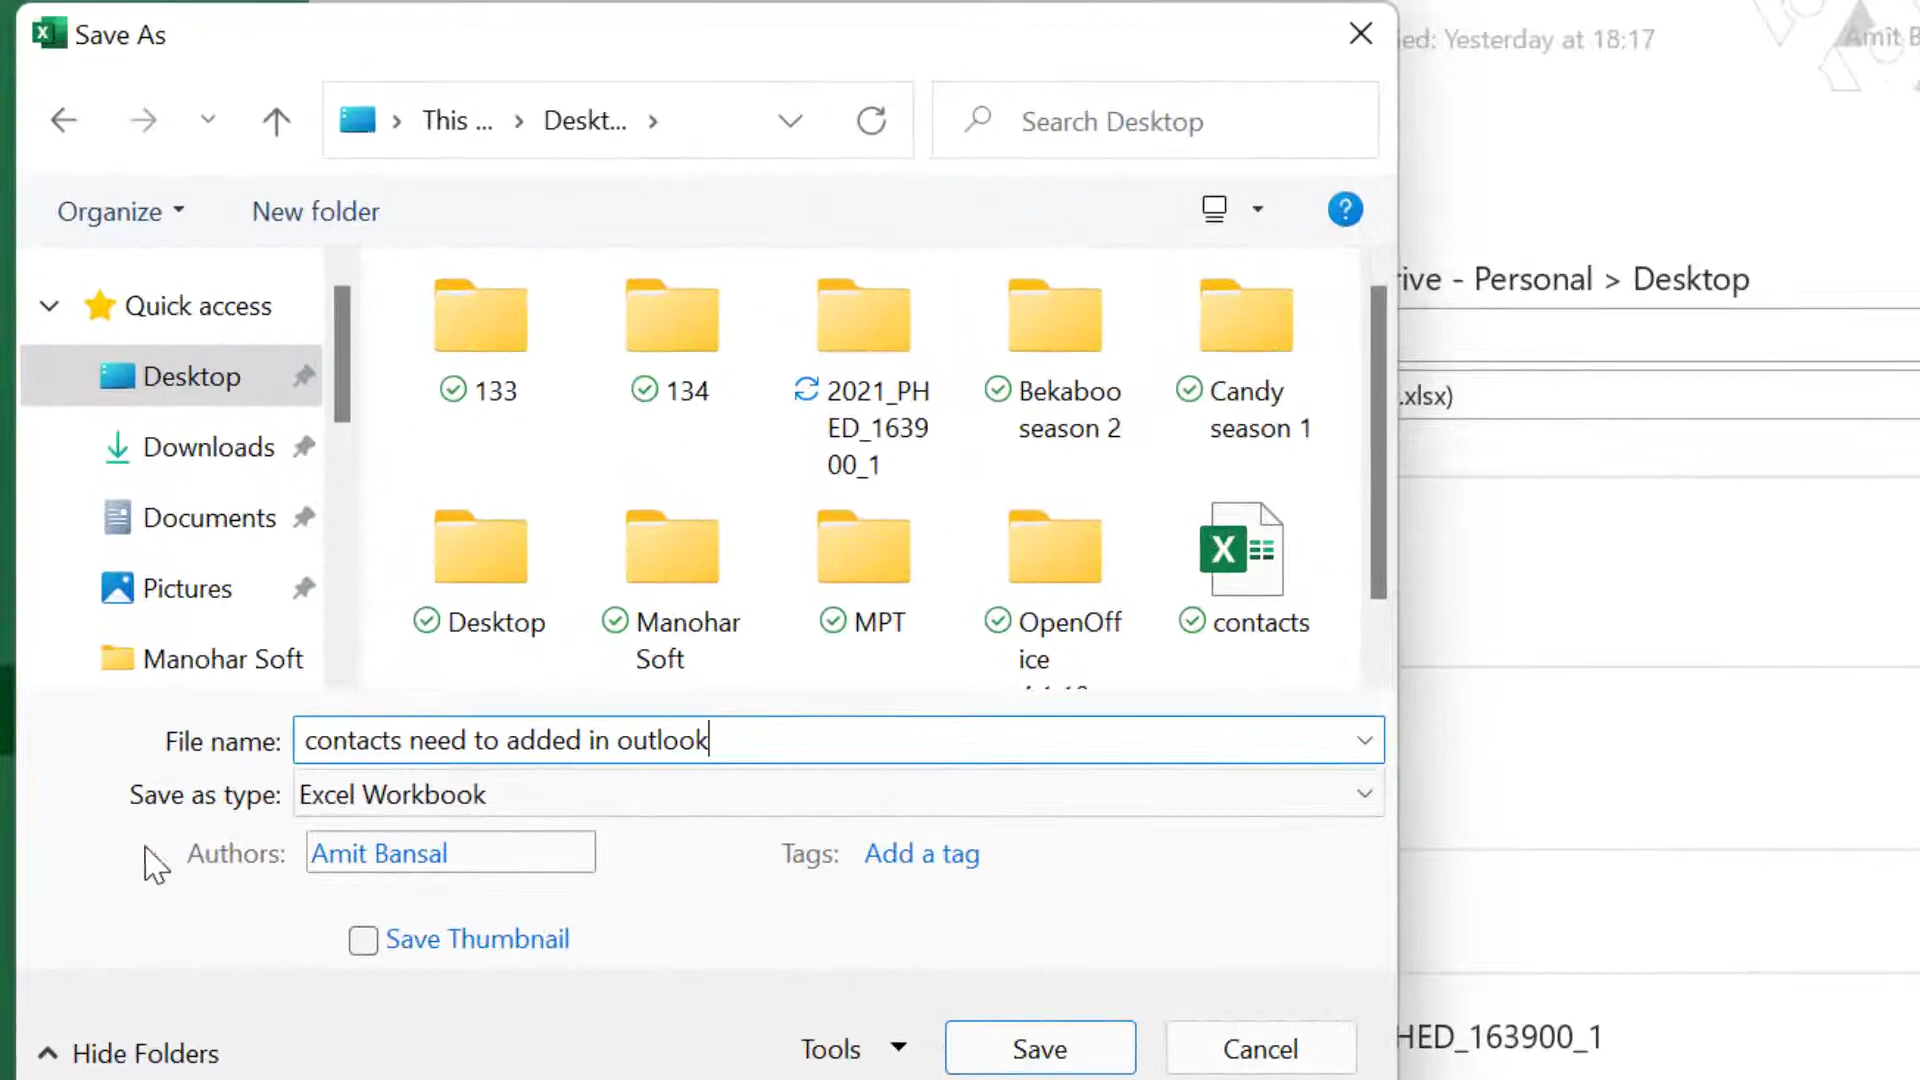 Save As
ied: Yesterday at 18:17
Amit B
This ...
Deskt...
Search Desktop
Organize
New folder
Quick access
rive - Personal > Desktop
133
134
2021_PH
ED_1639
00_1
Bekaboo
season 2
Candy
season 1
.xlsx)
Desktop
Downloads
Documents
Pictures
Manohar Soft
Desktop
Manohar
Soft
MPT
OpenOff
ice
contacts
File name: contacts need to added in outlook
Save as type: Excel Workbook
Authors: Amit Bansal
Tags: Add a tag
Save Thumbnail
Hide Folders
Tools
Save
Cancel
HED_163900_1